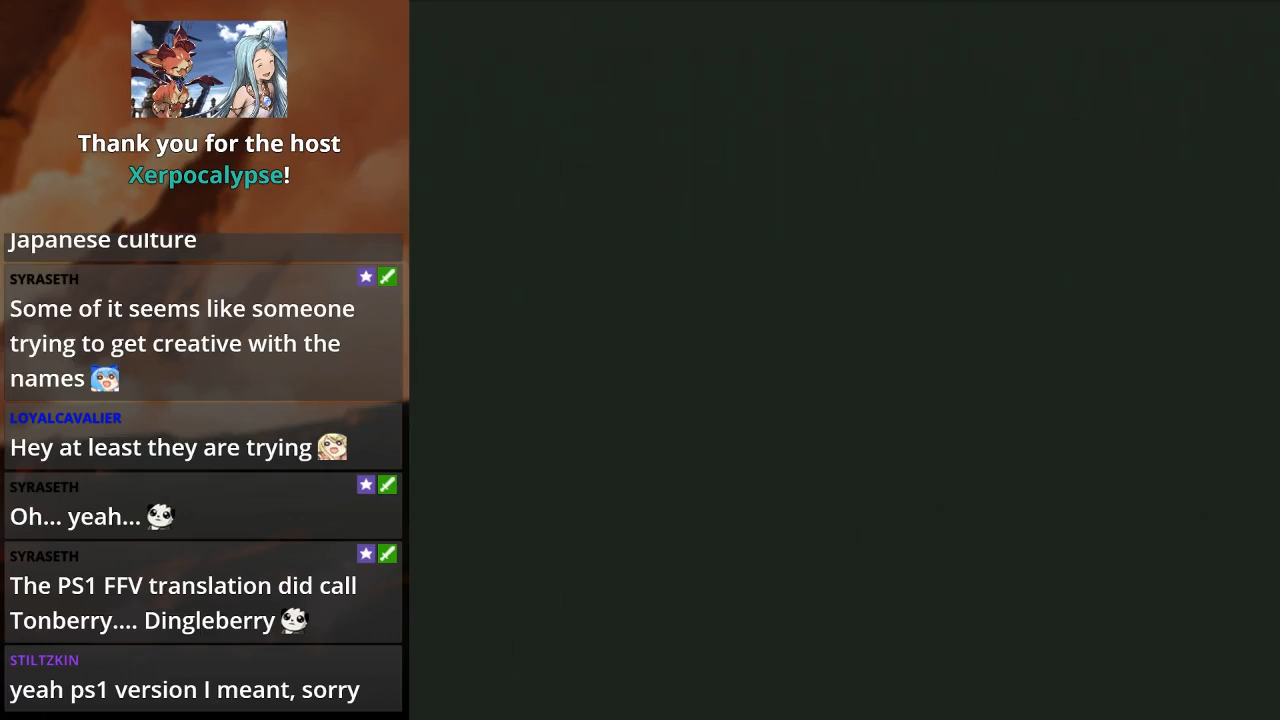 Thank you for the host
Xerpocalypse!
Japanese culture
SYRASETH
Some of it seems like someone
trying to get creative with the
names
LOYALCAVALIER
Hey at least they are trying
SYRASETH
Oh... yeah...
SYRASETH
The PS1 FFV translation did call
Tonberry.... Dingleberry
STILTZKIN
yeah ps1 version I meant, sorry